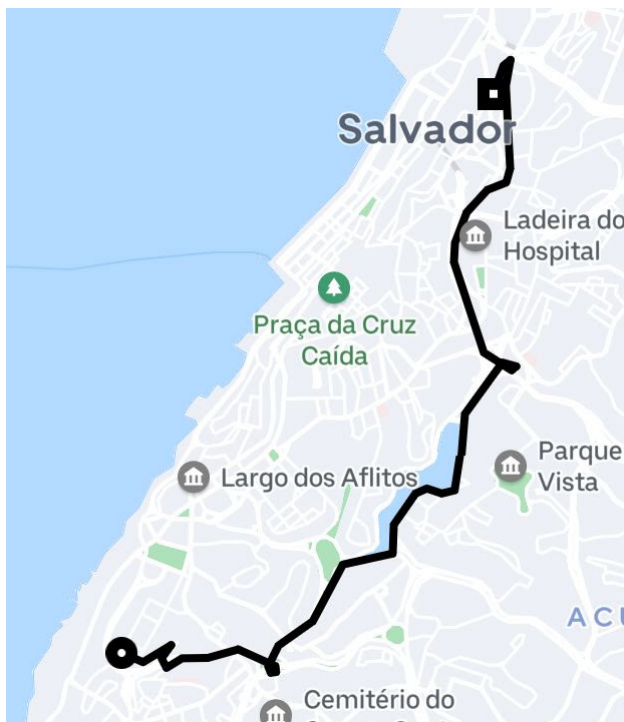 Salvador
Ladeira do
Hospital
Praça da Cruz
Caída
Largo dos Aflitos
Parque
Vista
ACU
Cemitério do